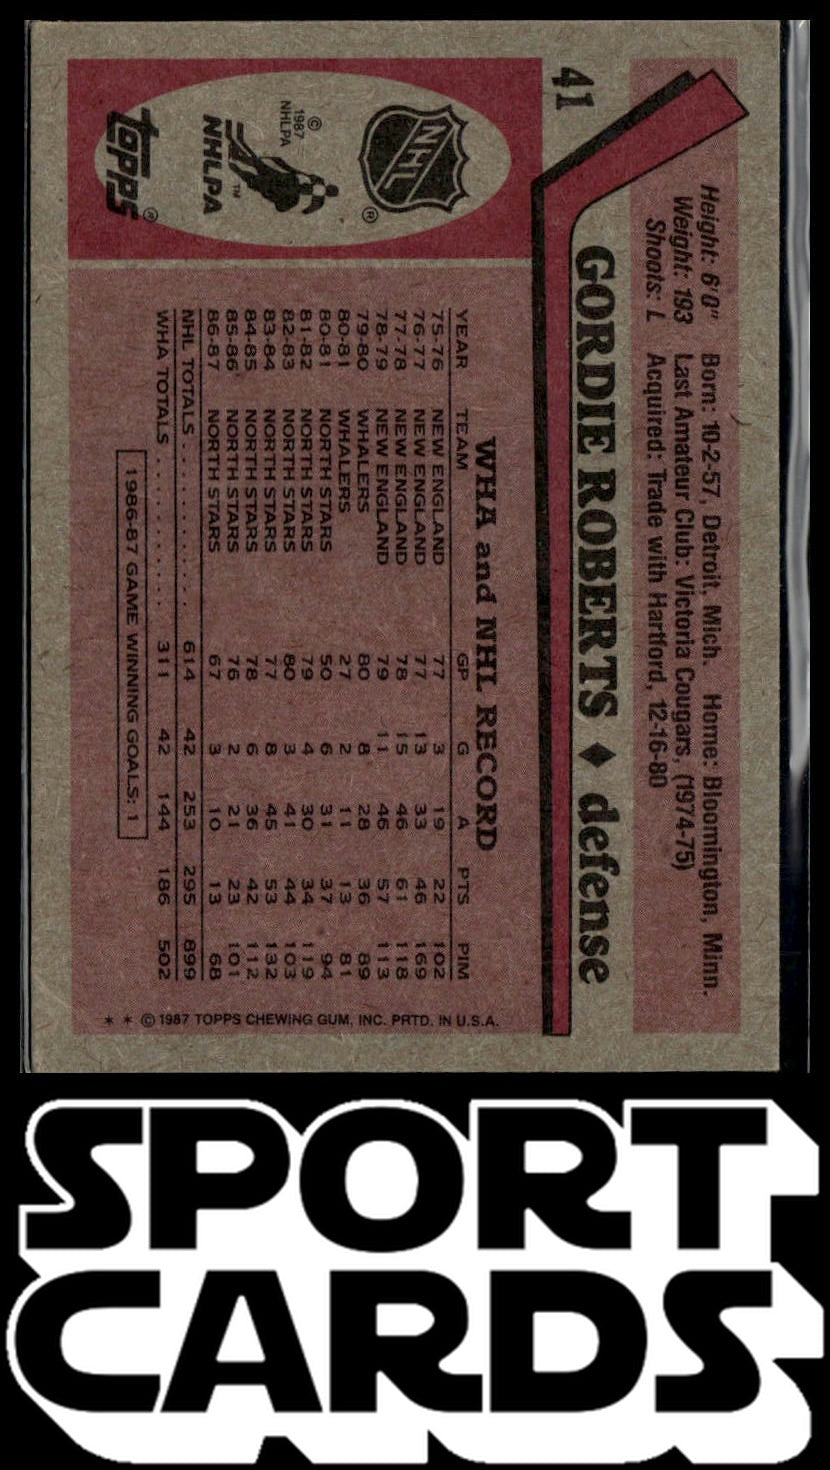 41
Height: 6'0" Born: 10-2-57, Detroit, Mich. Home: Bloomington, Minn.
Weight: 193 Last Amateur Club: Victoria Cougars, (1974-75)
Shoots: L Acquired: Trade with Hartford, 12-16-80
GORDIE ROBERTS ♦ defense
NHL ®
© 1987
NHLPA
™
NHLPA
topps ®
WHA and NHL RECORD
YEAR TEAM GP G A PTS PIM
75-76 NEW ENGLAND 77 3 19 22 102
76-77 NEW ENGLAND 77 13 33 46 169
77-78 NEW ENGLAND 78 15 46 61 118
78-79 NEW ENGLAND 79 11 46 57 113
79-80 WHALERS 80 8 28 36 89
80-81 WHALERS 27 2 11 13 81
80-81 NORTH STARS 50 6 31 37 94
81-82 NORTH STARS 79 4 30 34 119
82-83 NORTH STARS 80 3 41 44 103
83-84 NORTH STARS 77 8 45 53 132
84-85 NORTH STARS 78 6 36 42 112
85-86 NORTH STARS 76 2 21 23 101
86-87 NORTH STARS 67 3 10 13 68
NHL TOTALS . . . . . . . . . . . . 614 42 253 295 899
WHA TOTALS . . . . . . . . . . . . 311 42 144 186 502
1986-87 GAME WINNING GOALS: 1
* * © 1987 TOPPS CHEWING GUM, INC. PRTD. IN U.S.A.
SPORT
CARDS